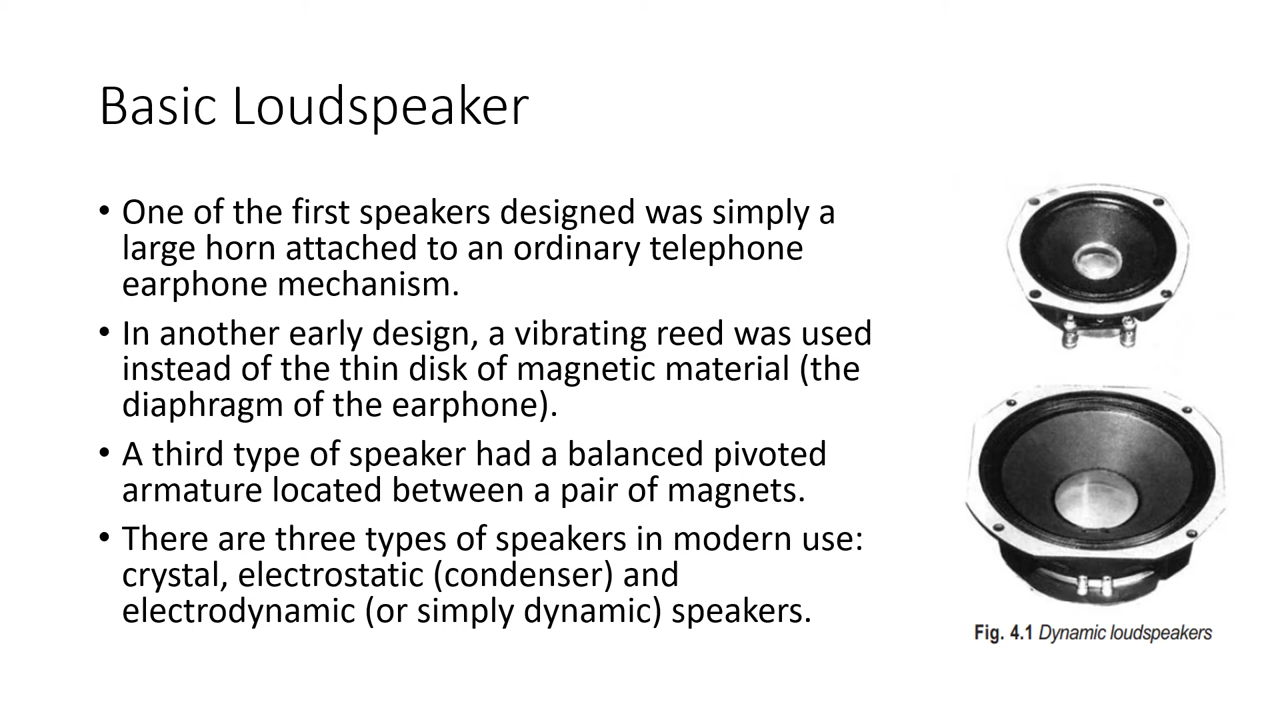 Basic Loudspeaker
• One of the first speakers designed was simply a
large horn attached to an ordinary telephone
earphone mechanism.
• In another early design, a vibrating reed was used
instead of the thin disk of magnetic material (the
diaphragm of the earphone).
• A third type of speaker had a balanced pivoted
armature located between a pair of magnets.
• There are three types of speakers in modern use:
crystal, electrostatic (condenser) and
electrodynamic (or simply dynamic) speakers.
Fig. 4.1 Dynamic loudspeakers